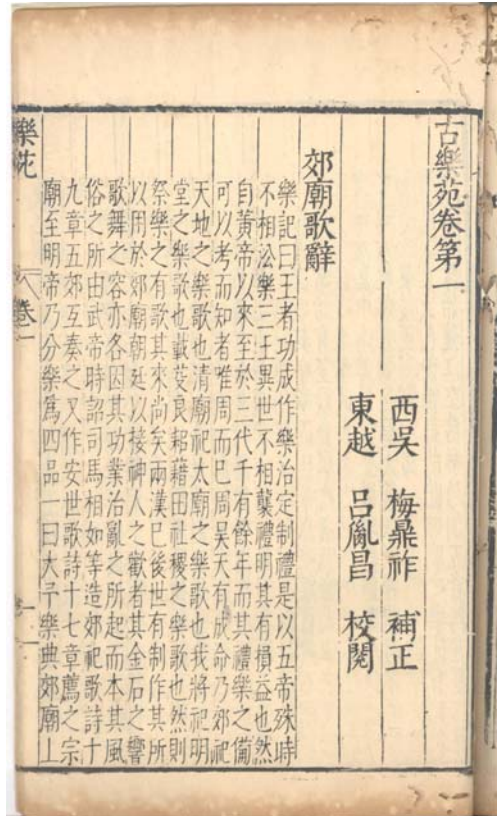 古樂苑卷第一
西吳 梅鼎祚 補正
東越 呂胤昌 校閱
郊廟歌辭
樂記曰王者功成作樂治定制禮是以五帝殊時
不相㳂樂三王異世不相襲禮明其有損益也然
自黃帝以來至於三代千有餘年而其禮樂之備
可以考而知者唯周而已周昊天有成命乃郊祀
天地之樂歌也清廟祀太廟之樂歌也我將祀明
堂之樂歌也載芟良耜藉田社稷之樂歌也然則
祭樂之有歌其來尚矣兩漢已後世有制作其所
以用於郊廟朝廷以接神人之歡者其金石之響
歌舞之容亦各因其功業治亂之所起而本其風
俗之所由武帝時詔司馬相如等造郊祀歌詩十
九章五郊互奏之又作安世歌詩十七章薦之宗
廟至明帝乃分樂爲四品一曰大予樂典郊廟上
樂苑 卷一 一